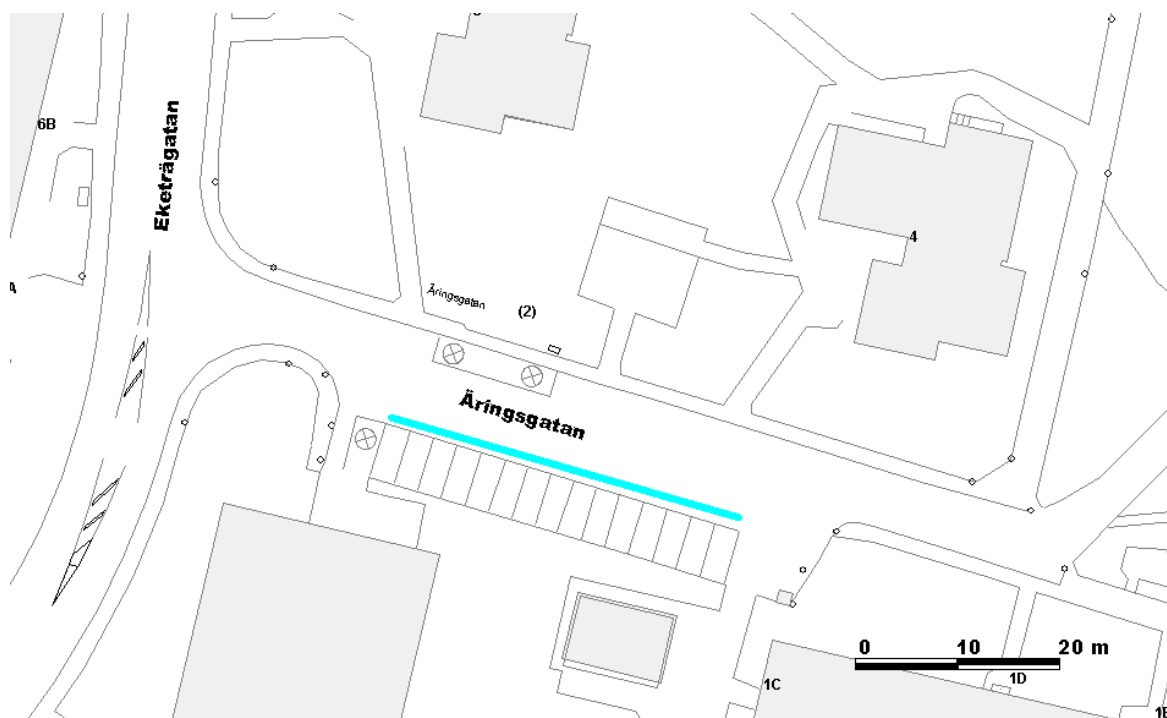 6B
Eketrägatan
4
A
Äringsgatan
(2)
Äringsgatan
0 10 20 m
1D
1C